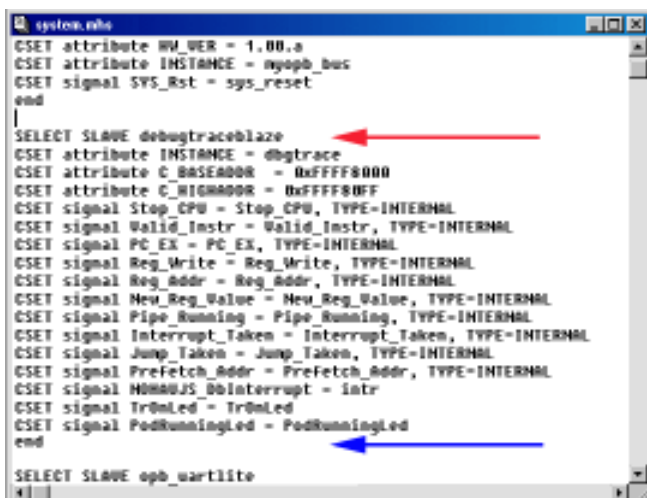 system.mhs
CSET attribute HW_VER = 1.00.a
CSET attribute INSTANCE = myopb_bus
CSET signal SYS_Rst = sys_reset
end
SELECT SLAVE debugtraceblaze
CSET attribute INSTANCE = dbgtrace
CSET attribute C_BASEADDR = 0xFFFF8000
CSET attribute C_HIGHADDR = 0xFFFF80FF
CSET signal Stop_CPU = Stop_CPU, TYPE=INTERNAL
CSET signal Valid_Instr = Valid_Instr, TYPE=INTERNAL
CSET signal PC_EX = PC_EX, TYPE=INTERNAL
CSET signal Reg_Write = Reg_Write, TYPE=INTERNAL
CSET signal Reg_Addr = Reg_Addr, TYPE=INTERNAL
CSET signal New_Reg_Value = New_Reg_Value, TYPE=INTERNAL
CSET signal Pipe_Running = Pipe_Running, TYPE=INTERNAL
CSET signal Interrupt_Taken = Interrupt_Taken, TYPE=INTERNAL
CSET signal Jump_Taken = Jump_Taken, TYPE=INTERNAL
CSET signal Prefetch_Addr = Prefetch_Addr, TYPE=INTERNAL
CSET signal NOHAUJS_DbInterrupt = intr
CSET signal TrOnLed = TrOnLed
CSET signal PodRunningLed = PodRunningLed
end
SELECT SLAVE opb_uartlite